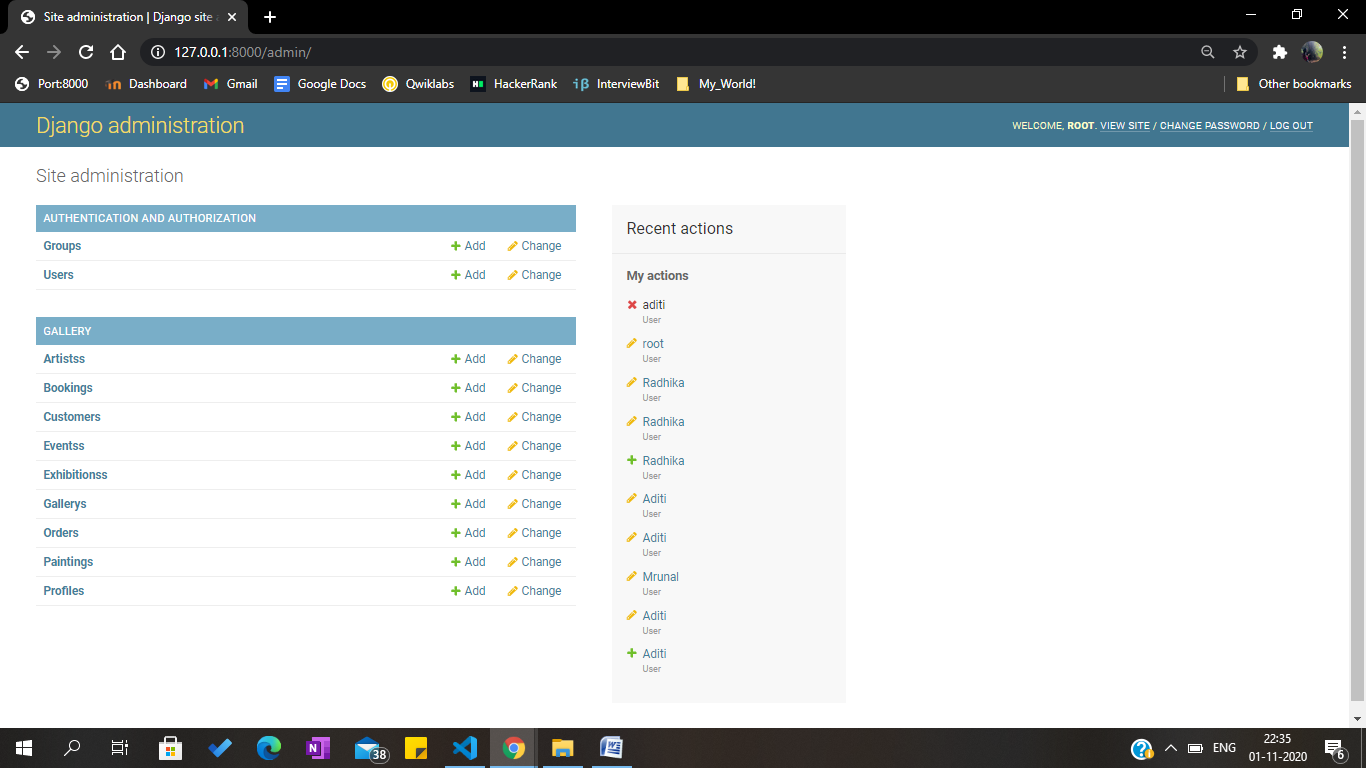 Site administration | Django site
127.0.0.1:8000/admin/
Port:8000 Dashboard Gmail Google Docs Qwiklabs HackerRank InterviewBit My_World! Other bookmarks
Django administration
WELCOME, ROOT. VIEW SITE / CHANGE PASSWORD / LOG OUT
Site administration
AUTHENTICATION AND AUTHORIZATION
Groups Add Change
Users Add Change
GALLERY
Artistss Add Change
Bookings Add Change
Customers Add Change
Eventss Add Change
Exhibitionss Add Change
Gallerys Add Change
Orders Add Change
Paintings Add Change
Profiles Add Change
Recent actions
My actions
aditi
User
root
User
Radhika
User
Radhika
User
Radhika
User
Aditi
User
Aditi
User
Mrunal
User
Aditi
User
Aditi
User
38
ENG
22:35
01-11-2020
6